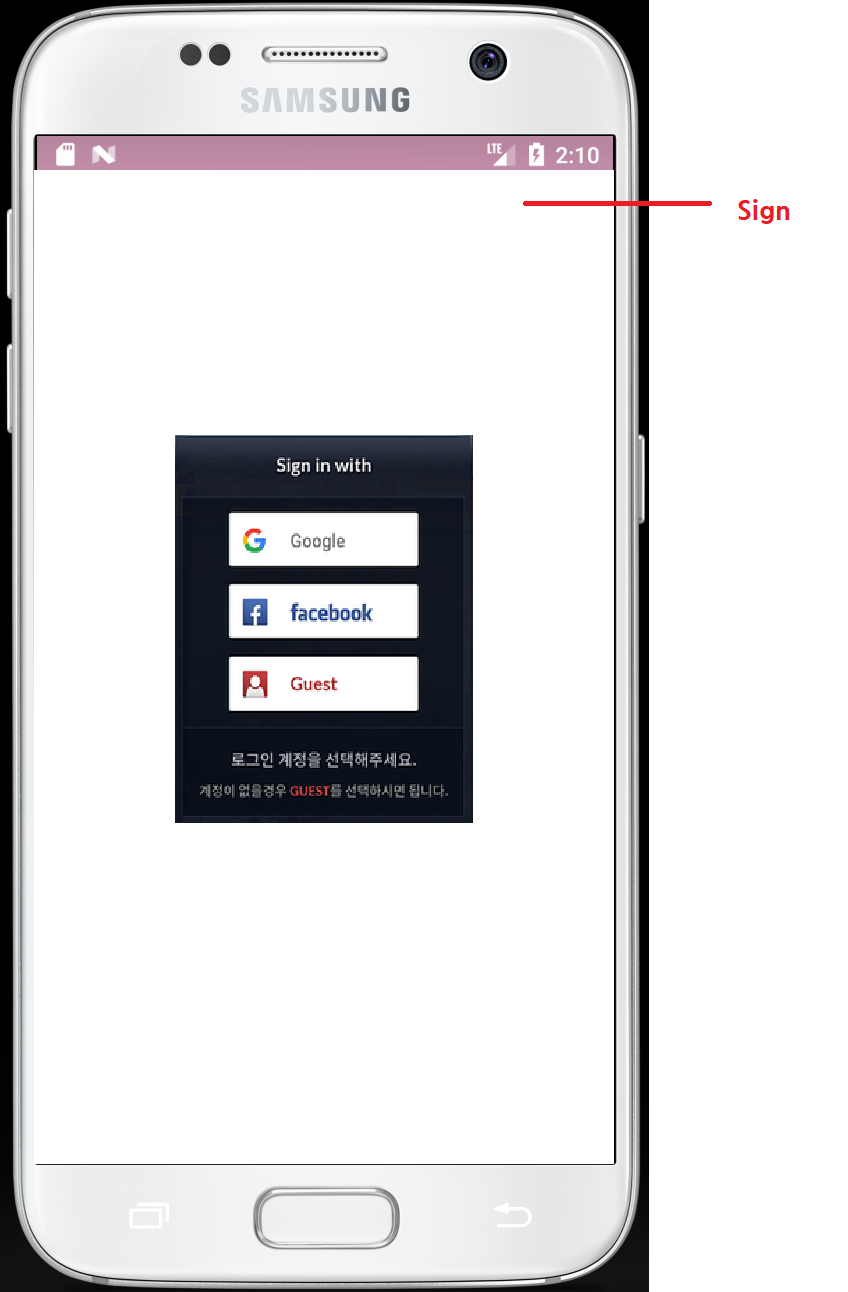 SAMSUNG
LTE 2:10
Sign
Sign in with
Google
facebook
Guest
로그인 계정을 선택해주세요.
계정이 없을경우 GUEST를 선택하시면 됩니다.